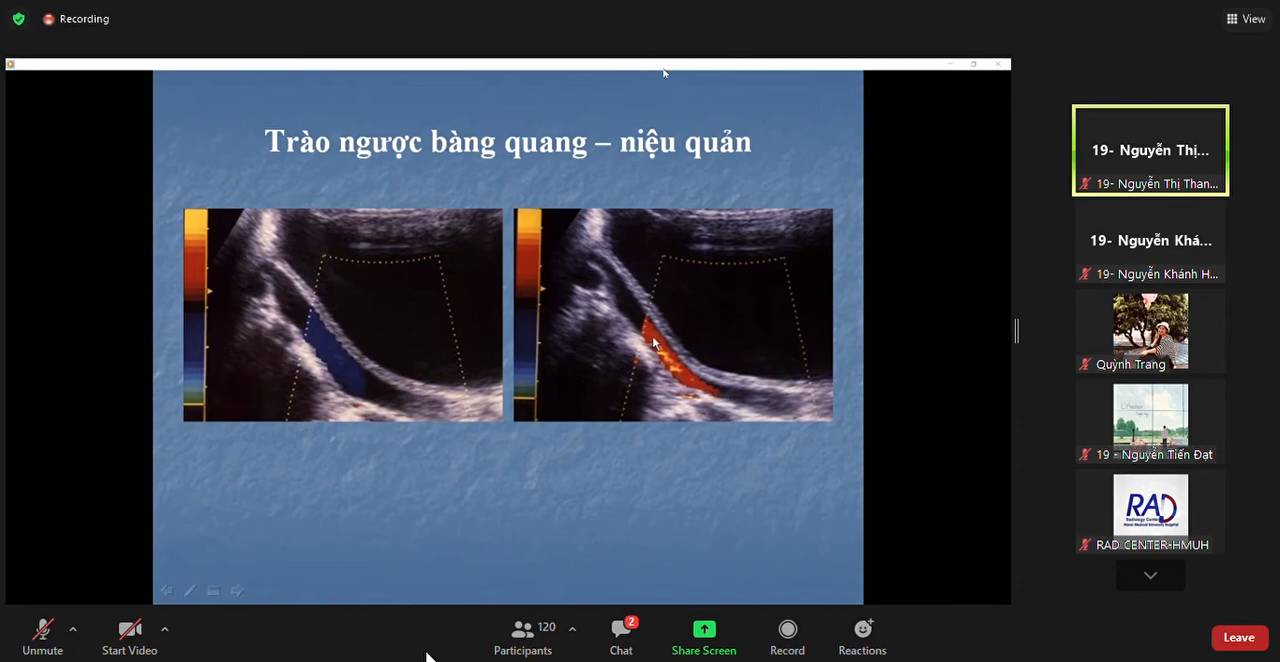 Recording
View
Trào ngược bàng quang – niệu quản
19- Nguyễn Thị...
19- Nguyễn Thị Than...
19- Nguyễn Khá...
19- Nguyễn Khánh H...
Quỳnh Trang
19 - Nguyễn Tiến Đạt
RAD
RAD CENTER-HMUH
Unmute
Start Video
120
Participants
2
Chat
Share Screen
Record
Reactions
Leave